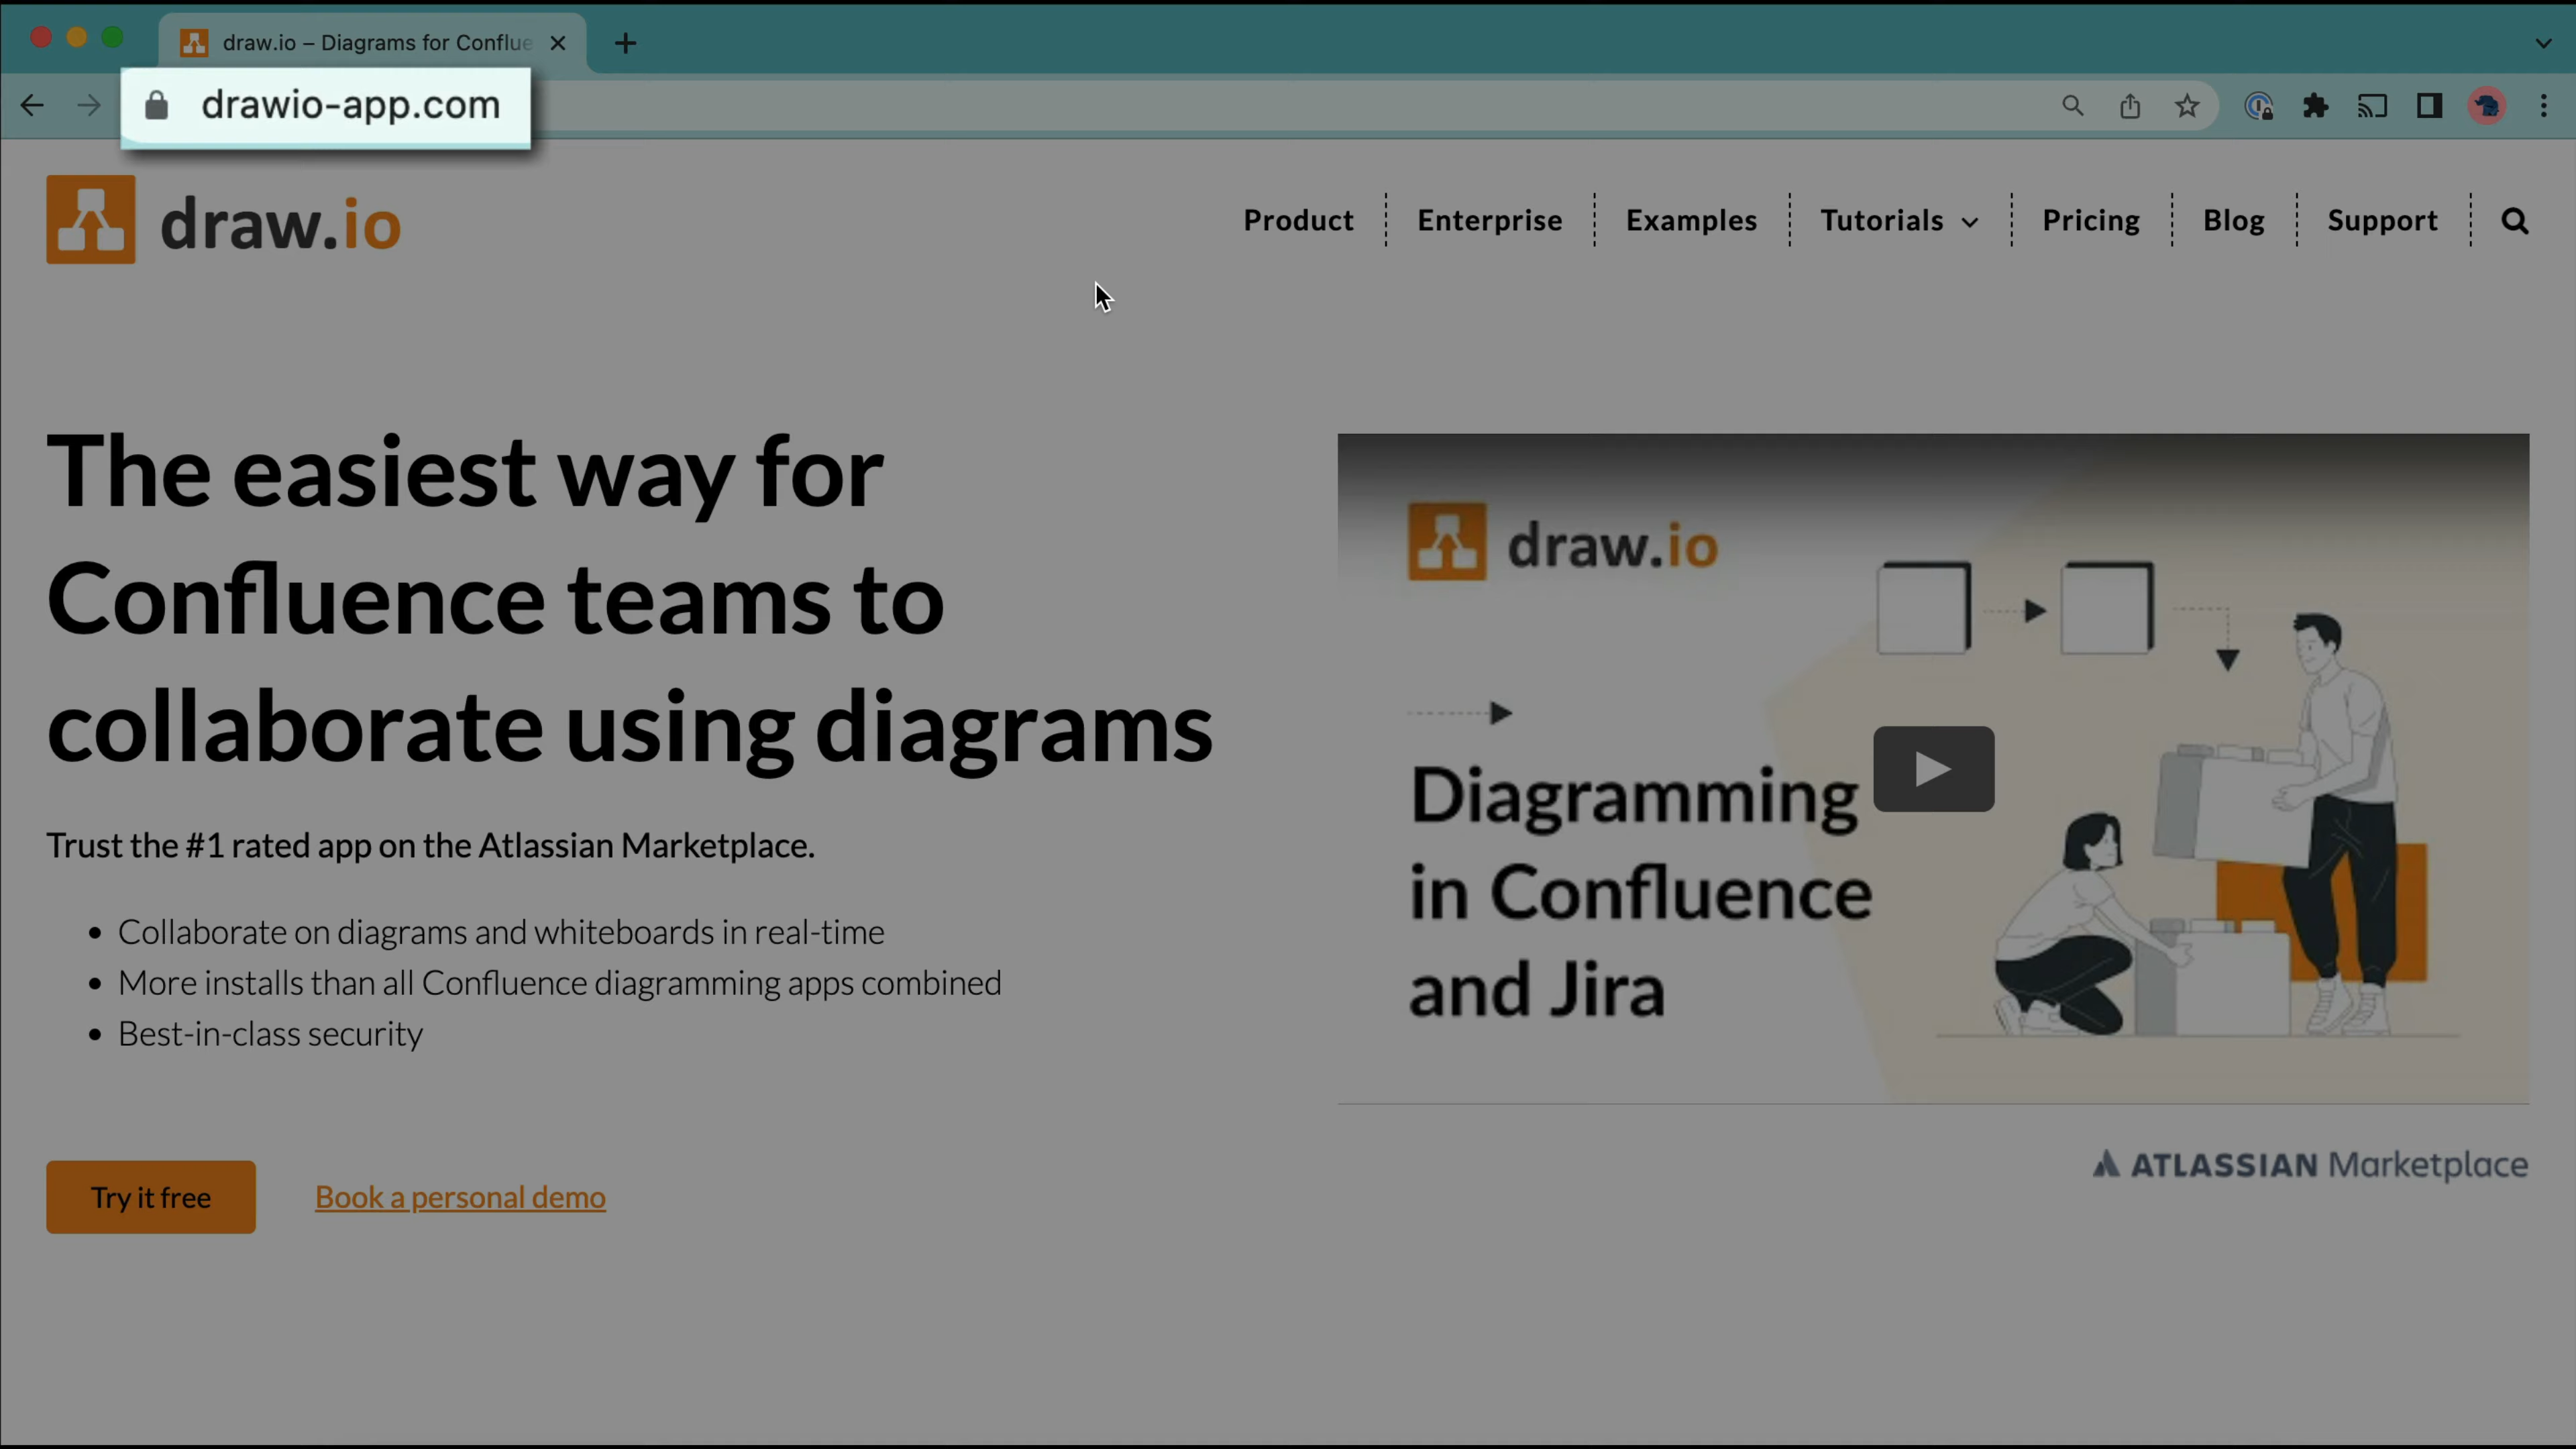 draw.io – Diagrams for Conflue
drawio-app.com
draw.io
Product
Enterprise
Examples
Tutorials
Pricing
Blog
Support
The easiest way for
Confluence teams to
collaborate using diagrams
Trust the #1 rated app on the Atlassian Marketplace.
• Collaborate on diagrams and whiteboards in real-time
• More installs than all Confluence diagramming apps combined
• Best-in-class security
Try it free
Book a personal demo
draw.io
Diagramming
in Confluence
and Jira
ATLASSIAN Marketplace